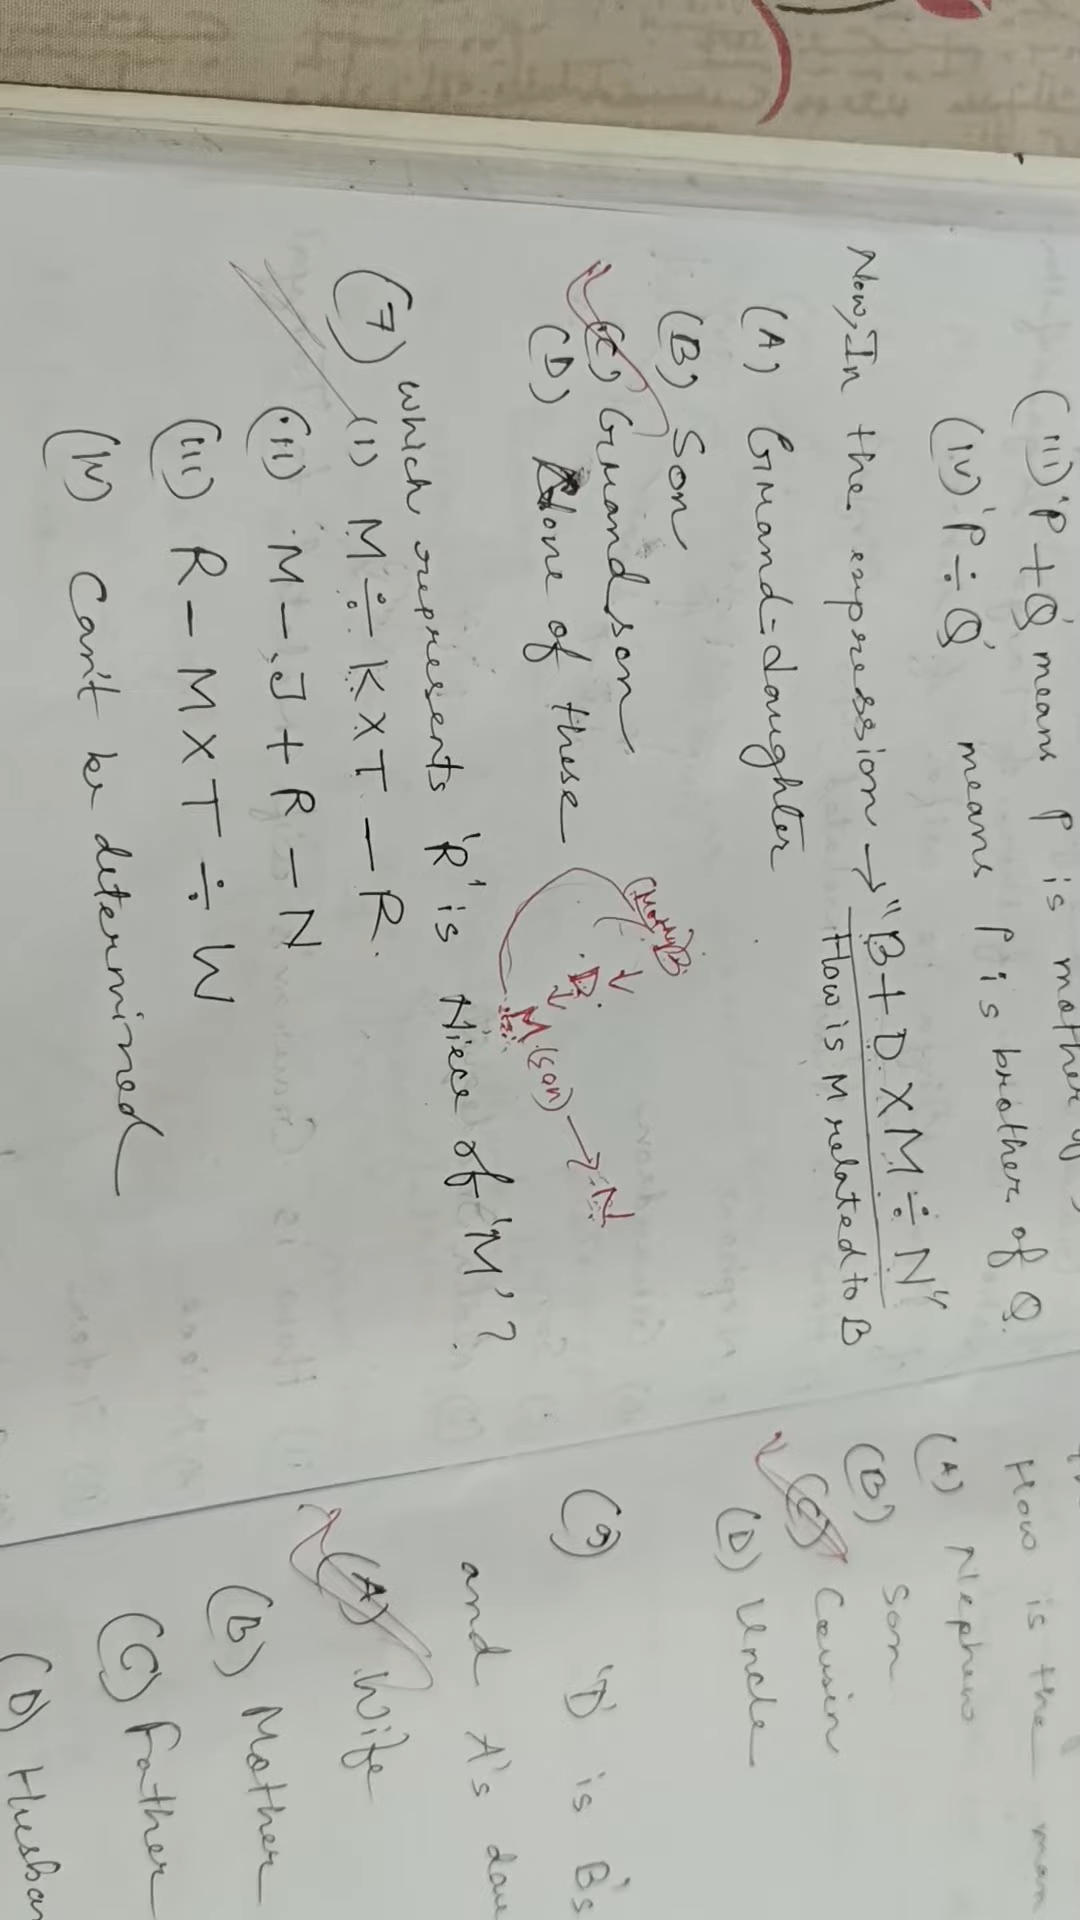 (iii) 'P + Q' means P is mother of
(iv) 'P ÷ Q' means P is brother of Q.
Now, In the expression → "B + D × M ÷ N"
How is M related to B
(A) Grand-daughter
(B) Son
(C) Grandson
(D) None of these
(Mother) B
D
M (son) → N
(7) which represents 'R' is Niece of 'M' ?
(i) M ÷ K × T - R
(ii) M - J + R - N
(iii) R - M × T ÷ W
(iv) Can't be determined
How is the man
(A) Nephew
(B) Son
(C) Cousin
(D) Uncle
(9) 'D' is B's
and A's dau
(A) Wife
(B) Mother
(C) Father
(D) Husban